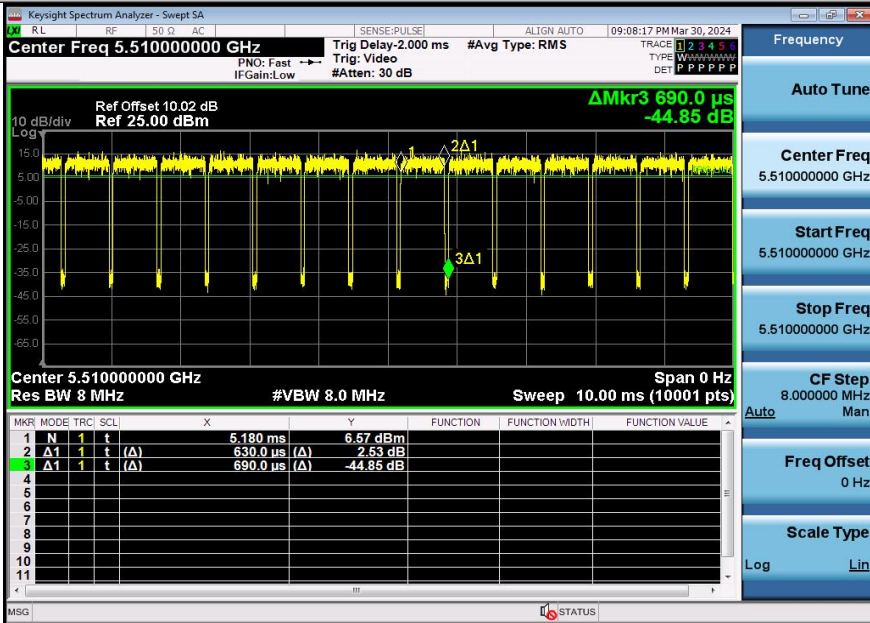 Keysight Spectrum Analyzer - Swept SA
LXI RL RF 50 Ω AC SENSE:PULSE ALIGN AUTO 09:08:17 PM Mar 30, 2024
Center Freq 5.510000000 GHz
PNO: Fast
IFGain:Low
Trig Delay-2.000 ms
Trig: Video
#Atten: 30 dB
#Avg Type: RMS
TRACE 1 2 3 4 5 6
TYPE WWWWWW
DET P P P P P P
Frequency
Auto Tune
Center Freq
5.510000000 GHz
Start Freq
5.510000000 GHz
Stop Freq
5.510000000 GHz
CF Step
8.000000 MHz
Auto Man
Freq Offset
0 Hz
Scale Type
Log Lin
ΔMkr3 690.0 µs
-44.85 dB
Ref Offset 10.02 dB
10 dB/div Ref 25.00 dBm
Log
15.0
5.00
-5.00
-15.0
-25.0
-35.0
-45.0
-55.0
-65.0
1
2Δ1
3Δ1
Center 5.510000000 GHz Span 0 Hz
Res BW 8 MHz #VBW 8.0 MHz Sweep 10.00 ms (10001 pts)
MKR MODE TRC SCL X Y FUNCTION FUNCTION WIDTH FUNCTION VALUE
1 N 1 t 5.180 ms 6.57 dBm
2 Δ1 1 t (Δ) 630.0 µs (Δ) 2.53 dB
3 Δ1 1 t (Δ) 690.0 µs (Δ) -44.85 dB
4
5
6
7
8
9
10
11
MSG STATUS